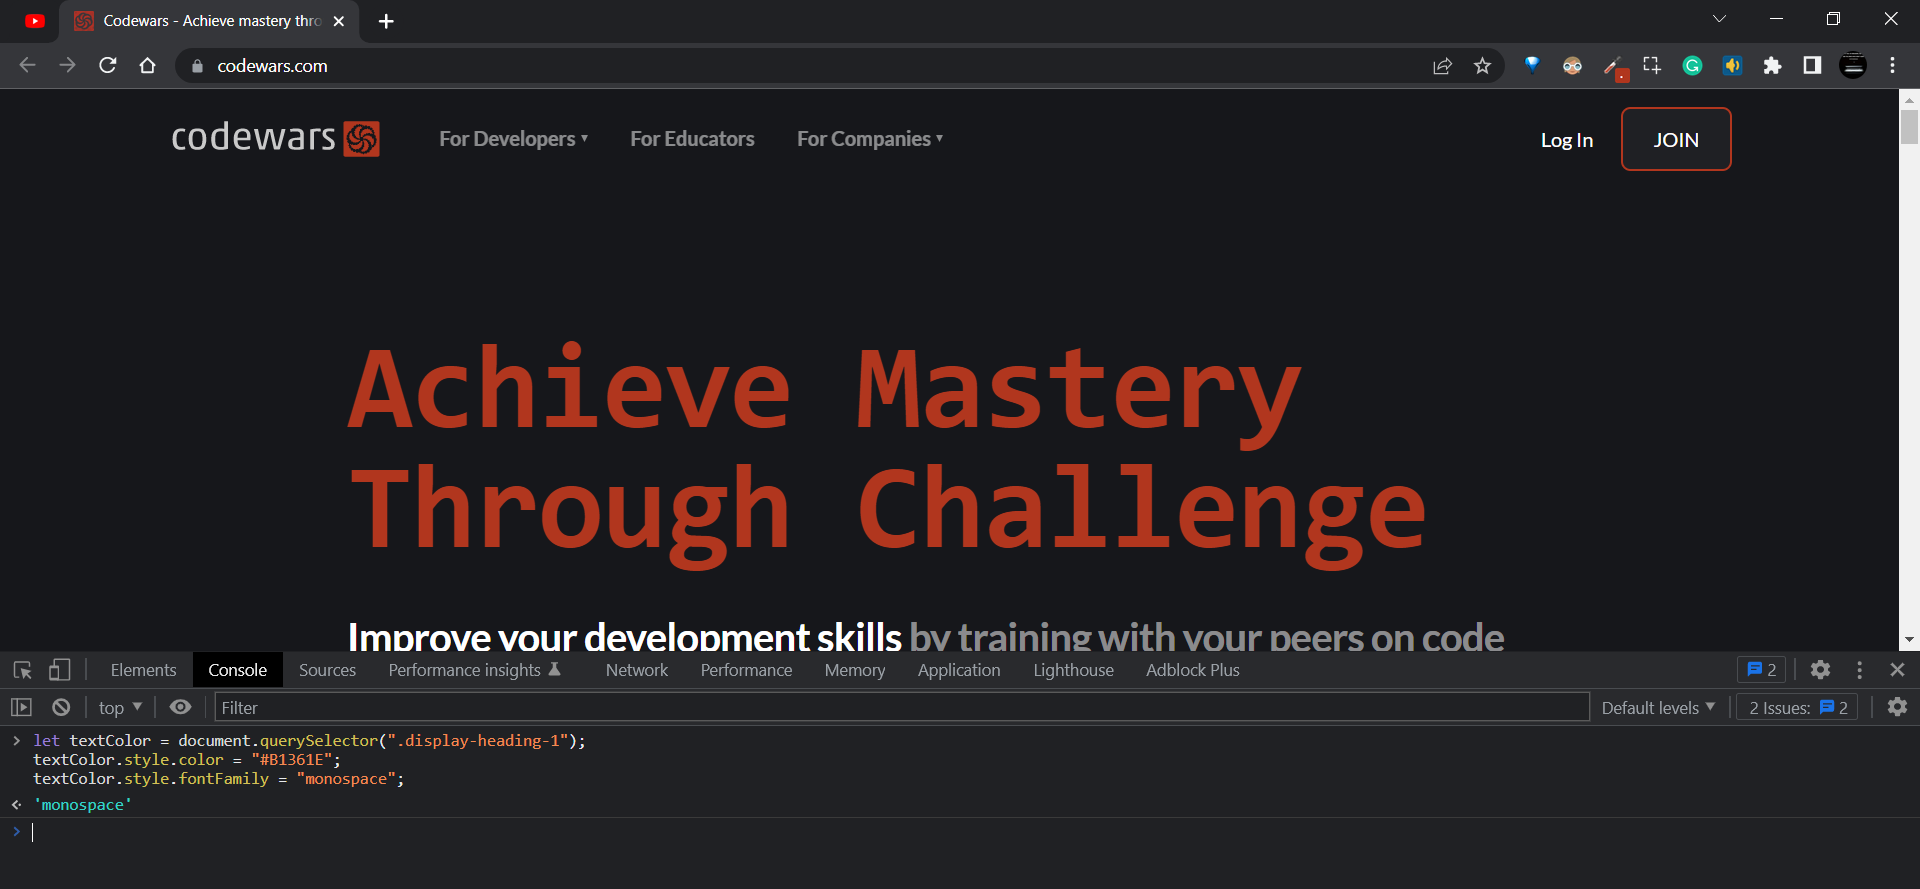 Codewars - Achieve mastery thro
codewars.com
codewars
For Developers ▾
For Educators
For Companies ▾
Log In
JOIN
Achieve Mastery
Through Challenge
Improve your development skills by training with your peers on code
Elements
Console
Sources
Performance insights
Network
Performance
Memory
Application
Lighthouse
Adblock Plus
2
top ▼
Filter
Default levels ▼
2 Issues: 2
let textColor = document.querySelector(".display-heading-1");
textColor.style.color = "#B1361E";
textColor.style.fontFamily = "monospace";
'monospace'